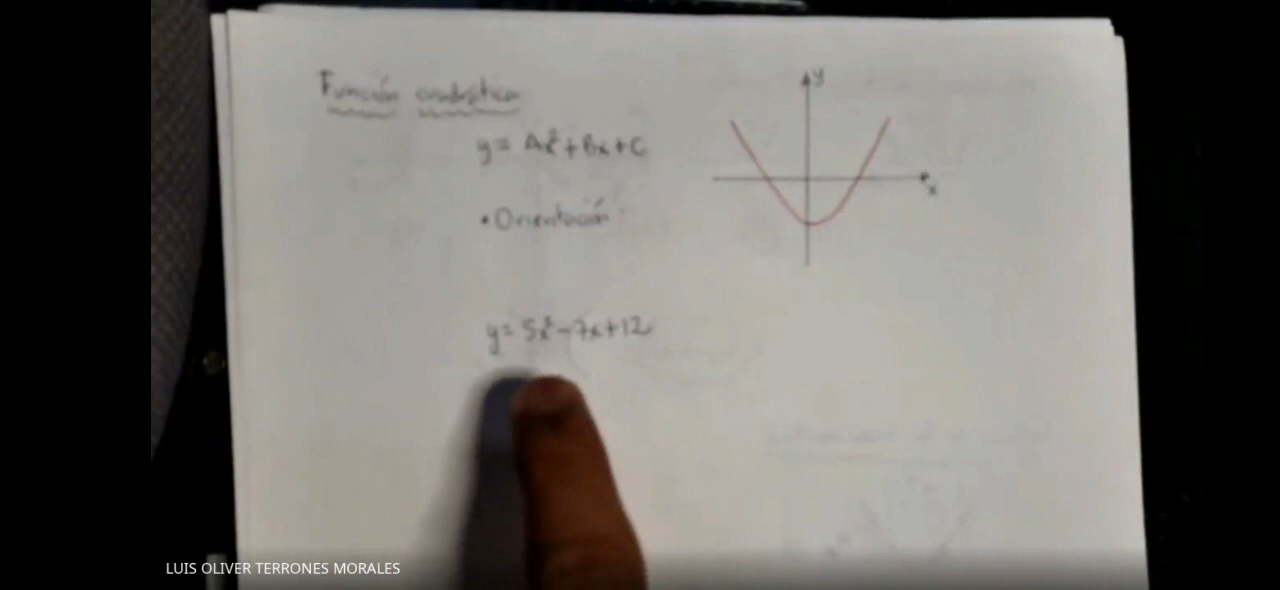 Función cuadrática
y
y = Ax² + Bx + C
x
• Orientación
y = 5x² - 7x + 12
LUIS OLIVER TERRONES MORALES